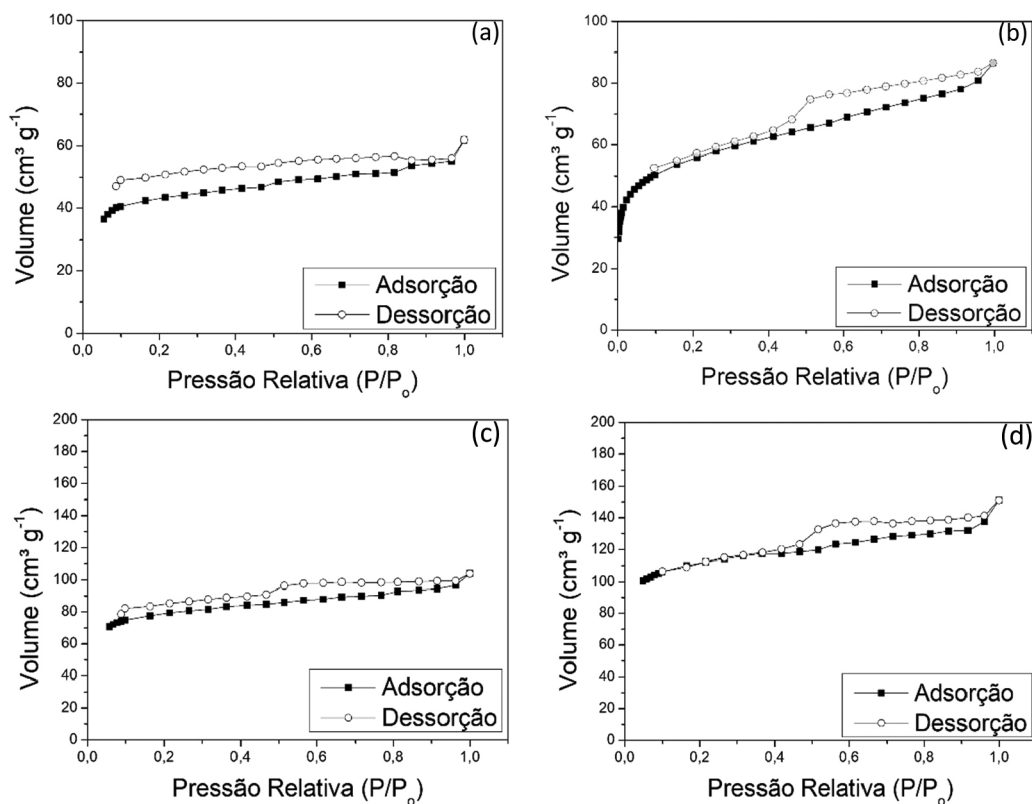 (a)
100
80
60
40
20
0
Volume (cm³ g⁻¹)
Adsorção
Dessorção
0,0 0,2 0,4 0,6 0,8 1,0
Pressão Relativa (P/Pₒ)
(b)
100
80
60
40
20
0
Volume (cm³ g⁻¹)
Adsorção
Dessorção
0,0 0,2 0,4 0,6 0,8 1,0
Pressão Relativa (P/Pₒ)
(c)
200
180
160
140
120
100
80
60
40
20
0
Volume (cm³ g⁻¹)
Adsorção
Dessorção
0,0 0,2 0,4 0,6 0,8 1,0
Pressão Relativa (P/Pₒ)
(d)
200
180
160
140
120
100
80
60
40
20
0
Volume (cm³ g⁻¹)
Adsorção
Dessorção
0,0 0,2 0,4 0,6 0,8 1,0
Pressão Relativa (P/Pₒ)